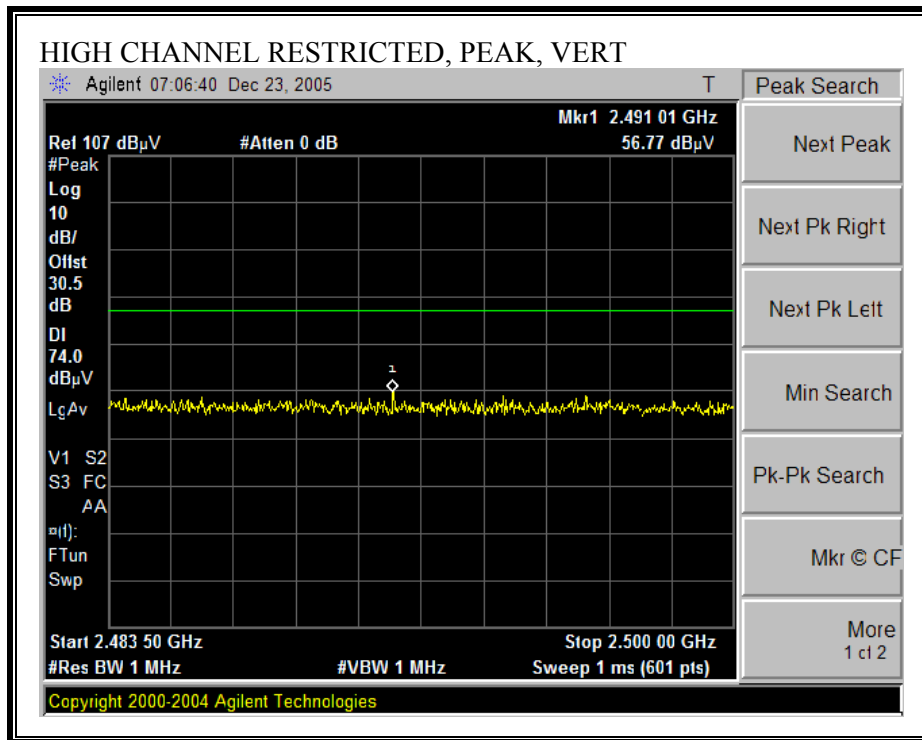 HIGH CHANNEL RESTRICTED, PEAK, VERT
Agilent 07:06:40 Dec 23, 2005 T
Peak Search
Mkr1 2.491 01 GHz
Ref 107 dBµV #Atten 0 dB 56.77 dBµV
#Peak
Log
10
dB/
Offst
30.5
dB
DI
74.0
dBµV
LgAv
1
V1 S2
S3 FC
AA
¤(f):
FTun
Swp
Start 2.483 50 GHz Stop 2.500 00 GHz
#Res BW 1 MHz #VBW 1 MHz Sweep 1 ms (601 pts)
Copyright 2000-2004 Agilent Technologies
Next Peak
Next Pk Right
Next Pk Left
Min Search
Pk-Pk Search
Mkr © CF
More
1 of 2